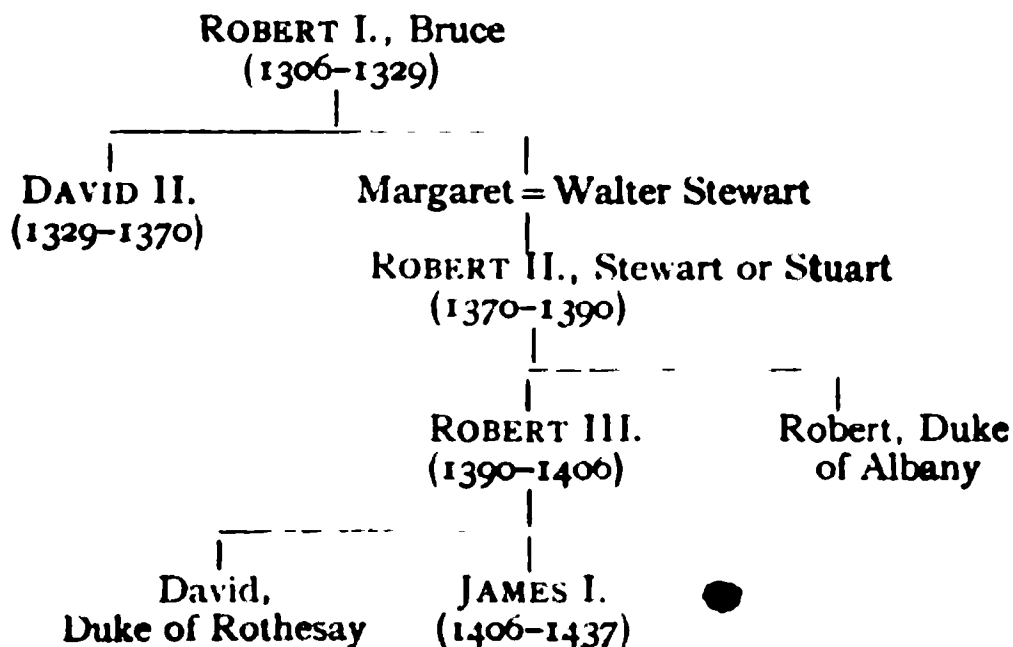 ROBERT I., Bruce
(1306–1329)
DAVID II.
(1329–1370)
Margaret = Walter Stewart
ROBERT II., Stewart or Stuart
(1370–1390)
ROBERT III.
(1390–1406)
Robert, Duke
of Albany
David,
Duke of Rothesay
JAMES I.
(1406–1437)